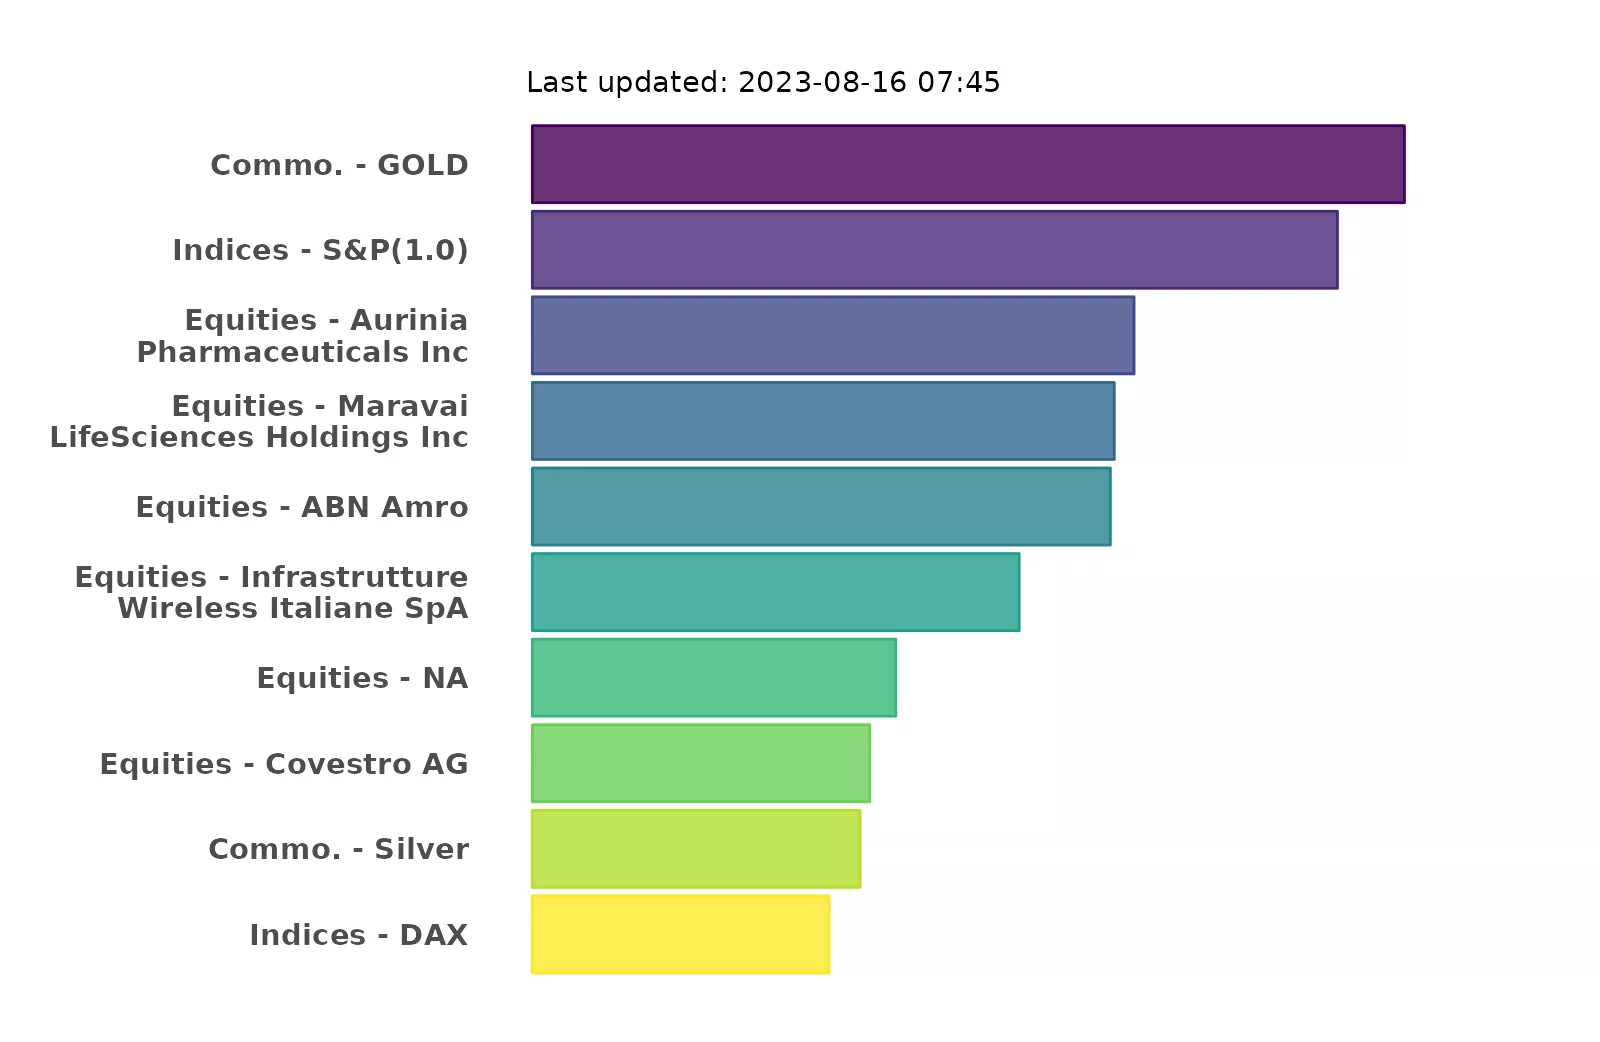 Last updated: 2023-08-16 07:45
Commo. - GOLD
Indices - S&P(1.0)
Equities - Aurinia
Pharmaceuticals Inc
Equities - Maravai
LifeSciences Holdings Inc
Equities - ABN Amro
Equities - Infrastrutture
Wireless Italiane SpA
Equities - NA
Equities - Covestro AG
Commo. - Silver
Indices - DAX